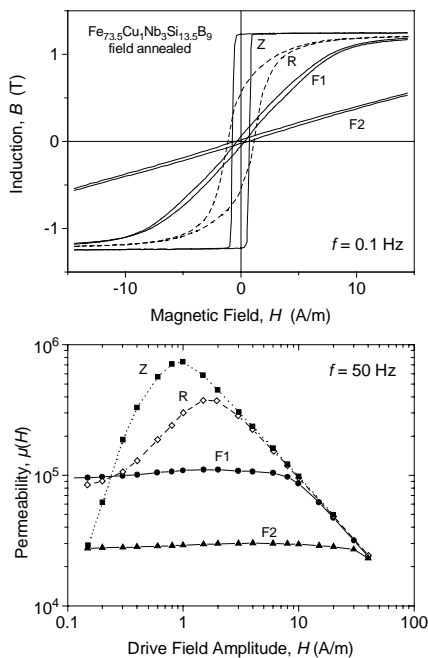 Fe73.5Cu1Nb3Si13.5B9
field annealed
Z
R
F1
F2
Induction, B (T)
1
0
-1
f = 0.1 Hz
-10
0
10
Magnetic Field, H (A/m)
10^6
10^5
10^4
Z
R
f = 50 Hz
F1
F2
Permeability, μ(H)
0.1
1
10
100
Drive Field Amplitude, H (A/m)